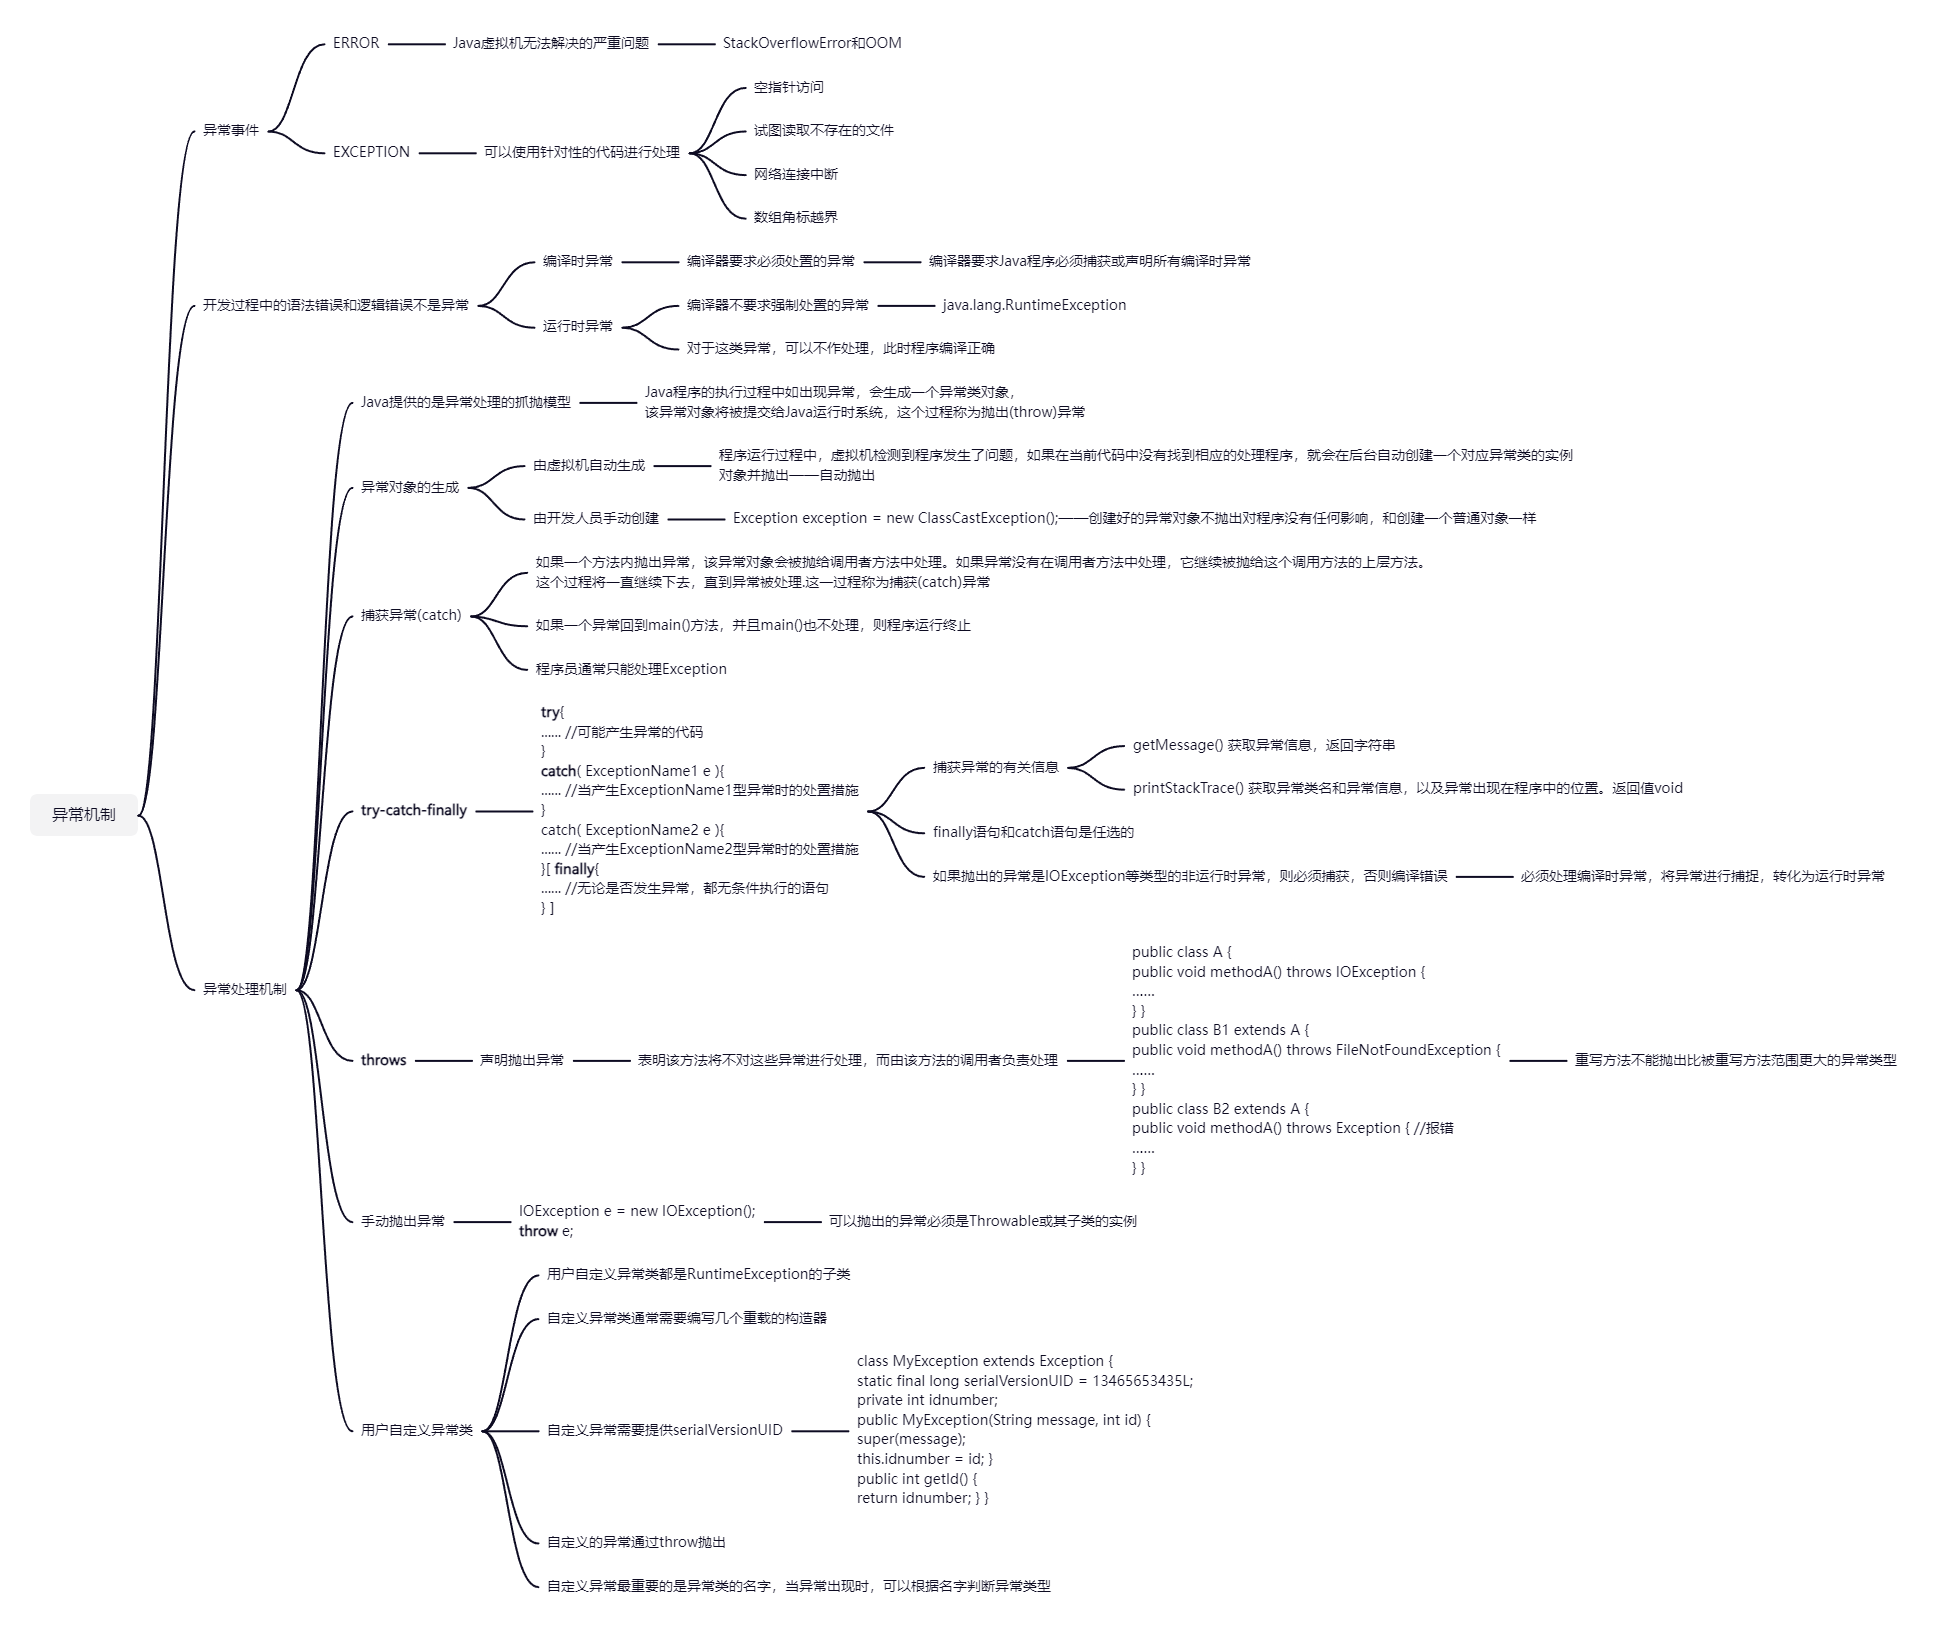 异常机制
异常事件
ERROR
Java虚拟机无法解决的严重问题
StackOverflowError和OOM
EXCEPTION
可以使用针对性的代码进行处理
空指针访问
试图读取不存在的文件
网络连接中断
数组角标越界
开发过程中的语法错误和逻辑错误不是异常
编译时异常
编译器要求必须处置的异常
编译器要求Java程序必须捕获或声明所有编译时异常
运行时异常
编译器不要求强制处置的异常
java.lang.RuntimeException
对于这类异常，可以不作处理，此时程序编译正确
异常处理机制
Java提供的是异常处理的抓抛模型
Java程序的执行过程中如出现异常，会生成一个异常类对象，
该异常对象将被提交给Java运行时系统，这个过程称为抛出(throw)异常
异常对象的生成
由虚拟机自动生成
程序运行过程中，虚拟机检测到程序发生了问题，如果在当前代码中没有找到相应的处理程序，就会在后台自动创建一个对应异常类的实例
对象并抛出——自动抛出
由开发人员手动创建
Exception exception = new ClassCastException();——创建好的异常对象不抛出对程序没有任何影响，和创建一个普通对象一样
捕获异常(catch)
如果一个方法内抛出异常，该异常对象会被抛给调用者方法中处理。如果异常没有在调用者方法中处理，它继续被抛给这个调用方法的上层方法。
这个过程将一直继续下去，直到异常被处理.这一过程称为捕获(catch)异常
如果一个异常回到main()方法，并且main()也不处理，则程序运行终止
程序员通常只能处理Exception
try-catch-finally
try{
...... //可能产生异常的代码
}
catch( ExceptionName1 e ){
...... //当产生ExceptionName1型异常时的处置措施
}
catch( ExceptionName2 e ){
...... //当产生ExceptionName2型异常时的处置措施
}[ finally{
...... //无论是否发生异常，都无条件执行的语句
} ]
捕获异常的有关信息
getMessage() 获取异常信息，返回字符串
printStackTrace() 获取异常类名和异常信息，以及异常出现在程序中的位置。返回值void
finally语句和catch语句是任选的
如果抛出的异常是IOException等类型的非运行时异常，则必须捕获，否则编译错误
必须处理编译时异常，将异常进行捕捉，转化为运行时异常
throws
声明抛出异常
表明该方法将不对这些异常进行处理，而由该方法的调用者负责处理
public class A {
public void methodA() throws IOException {
......
} }
public class B1 extends A {
public void methodA() throws FileNotFoundException {
......
} }
public class B2 extends A {
public void methodA() throws Exception { //报错
......
} }
重写方法不能抛出比被重写方法范围更大的异常类型
手动抛出异常
IOException e = new IOException();
throw e;
可以抛出的异常必须是Throwable或其子类的实例
用户自定义异常类
用户自定义异常类都是RuntimeException的子类
自定义异常类通常需要编写几个重载的构造器
自定义异常需要提供serialVersionUID
class MyException extends Exception {
static final long serialVersionUID = 13465653435L;
private int idnumber;
public MyException(String message, int id) {
super(message);
this.idnumber = id; }
public int getId() {
return idnumber; } }
自定义的异常通过throw抛出
自定义异常最重要的是异常类的名字，当异常出现时，可以根据名字判断异常类型